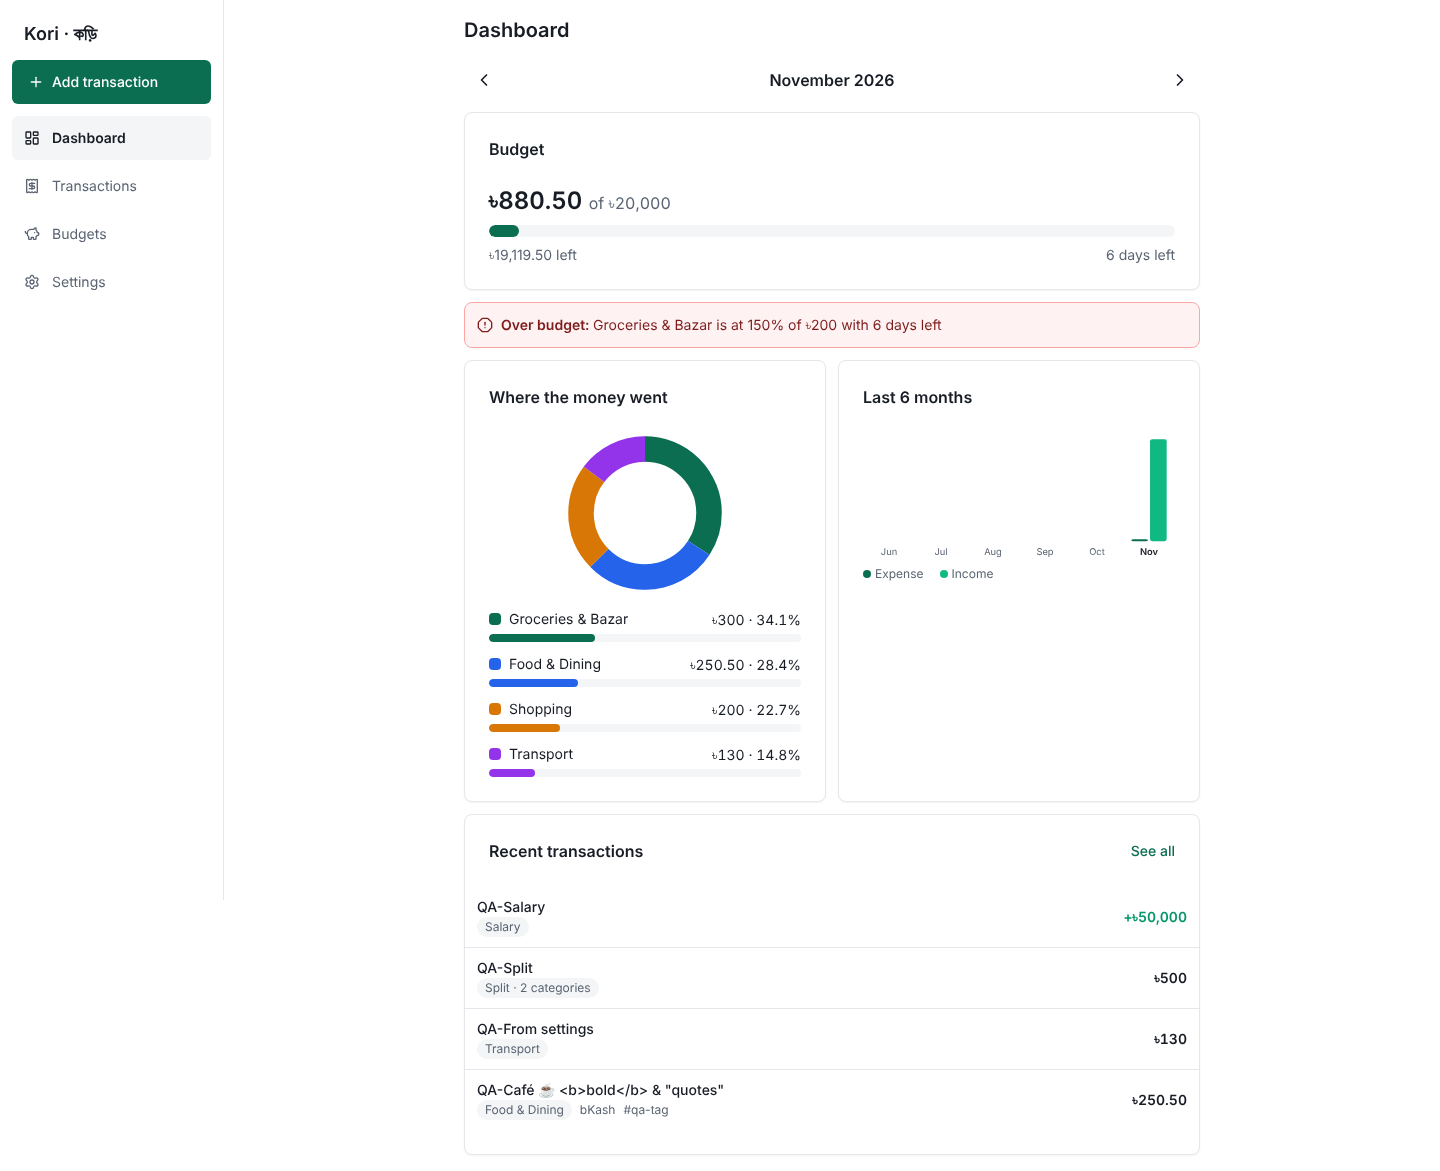 Kori · কড়ি
Add transaction
Dashboard
Transactions
Budgets
Settings
Dashboard
November 2026
Budget
৳880.50 of ৳20,000
৳19,119.50 left
6 days left
Over budget: Groceries & Bazar is at 150% of ৳200 with 6 days left
Where the money went
Groceries & Bazar ৳300 · 34.1%
Food & Dining ৳250.50 · 28.4%
Shopping ৳200 · 22.7%
Transport ৳130 · 14.8%
Last 6 months
Jun Jul Aug Sep Oct Nov
Expense Income
Recent transactions
See all
QA-Salary
Salary
+৳50,000
QA-Split
Split · 2 categories
৳500
QA-From settings
Transport
৳130
QA-Café ☕ <b>bold</b> & "quotes"
Food & Dining bKash #qa-tag
৳250.50